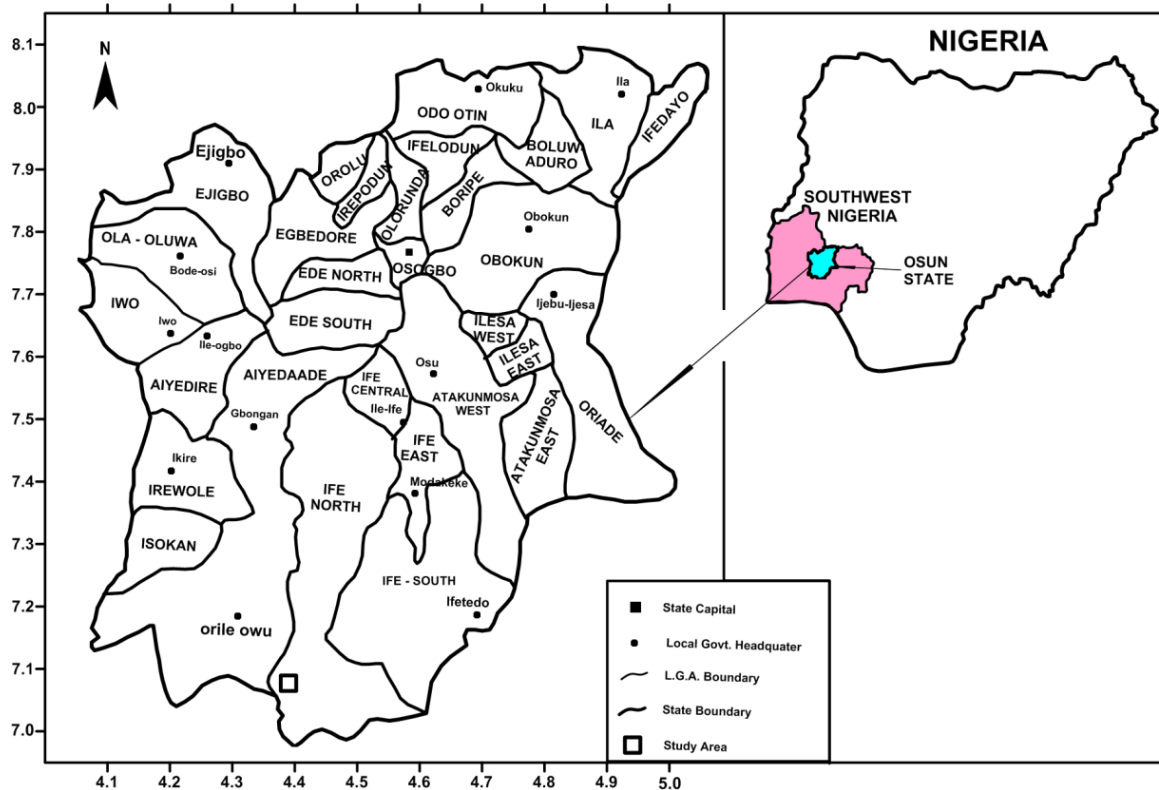 8.1
8.0
7.9
7.8
7.7
7.6
7.5
7.4
7.3
7.2
7.1
7.0
4.1 4.2 4.3 4.4 4.5 4.6 4.7 4.8 4.9 5.0
N
Okuku
ODO OTIN
Ila
ILA
IFEDAYO
BOLUW-
ADURO
IFELODUN
BORIPE
OLORUNDA
OROLU
IREPODUN
Ejigbo
EJIGBO
OLA - OLUWA
Bode-osi
EGBEDORE
EDE NORTH
OSOGBO
Obokun
OBOKUN
Ijebu-Ijesa
IWO
Iwo
Ile-ogbo
EDE SOUTH
ILESA
WEST
ILESA
EAST
AIYEDIRE
AIYEDAADE
Gbongan
IFE
CENTRAL
Ile-Ife
Osu
ATAKUNMOSA
WEST
ATAKUNMOSA
EAST
ORIADE
IFE
EAST
Modakeke
Ikire
IREWOLE
IFE
NORTH
ISOKAN
IFE - SOUTH
Ifetedo
orile owu
NIGERIA
SOUTHWEST
NIGERIA
OSUN
STATE
State Capital
Local Govt. Headquater
L.G.A. Boundary
State Boundary
Study Area